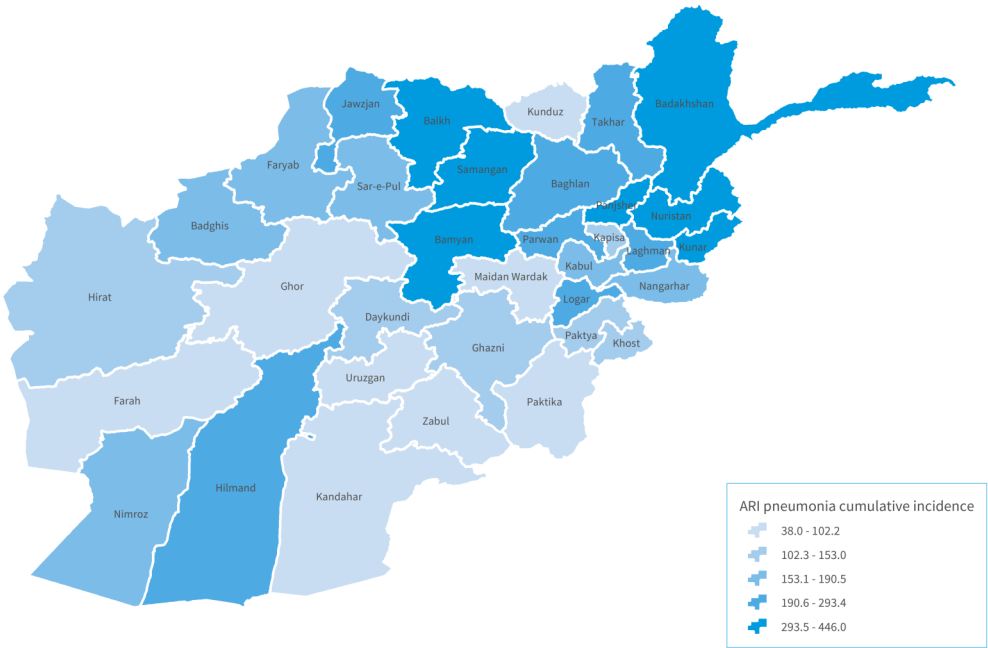 Badakhshan
Jawzjan
Kunduz
Balkh
Takhar
Faryab
Samangan
Baghlan
Sar-e-Pul
Panjsher
Nuristan
Badghis
Bamyan
Parwan
Kapisa
Laghman
Kunar
Kabul
Maidan Wardak
Nangarhar
Ghor
Hirat
Logar
Daykundi
Paktya
Khost
Ghazni
Uruzgan
Farah
Paktika
Zabul
Hilmand
Kandahar
Nimroz
ARI pneumonia cumulative incidence
38.0 - 102.2
102.3 - 153.0
153.1 - 190.5
190.6 - 293.4
293.5 - 446.0